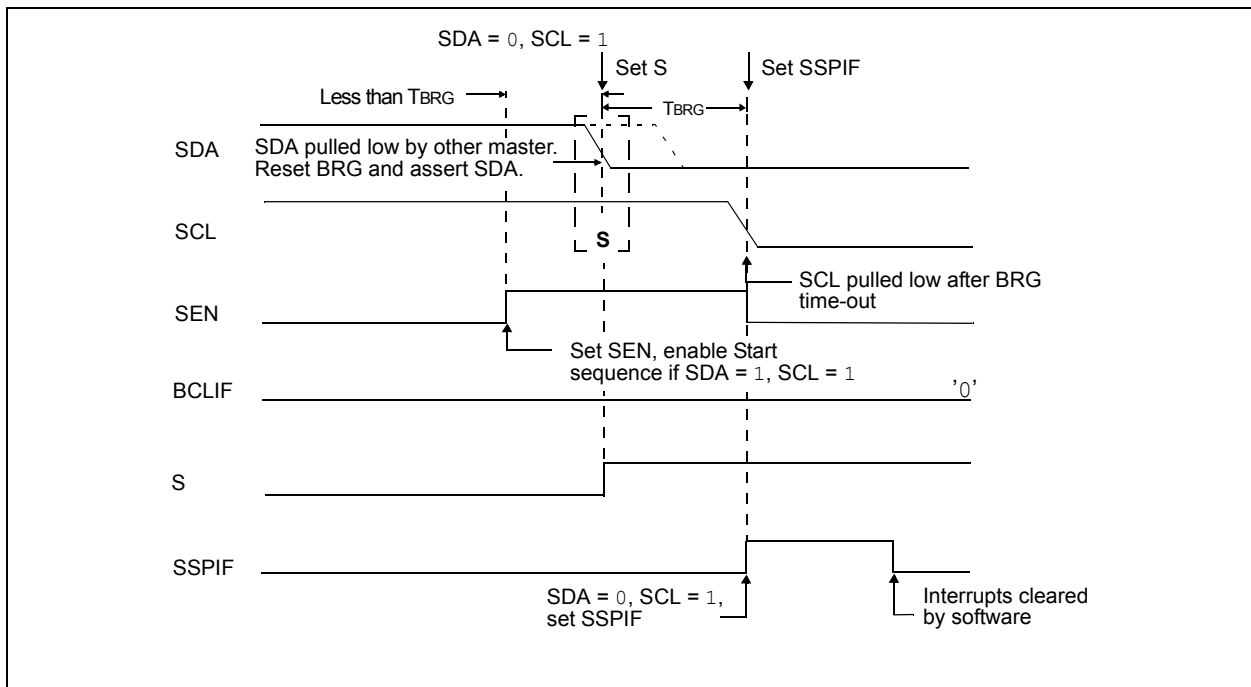 SDA = 0, SCL = 1
Set S
Set SSPIF
Less than TBRG
TBRG
SDA
SDA pulled low by other master.
Reset BRG and assert SDA.
SCL
S
SCL pulled low after BRG
time-out
SEN
Set SEN, enable Start
sequence if SDA = 1, SCL = 1
BCLIF
'0'
S
SSPIF
SDA = 0, SCL = 1,
set SSPIF
Interrupts cleared
by software